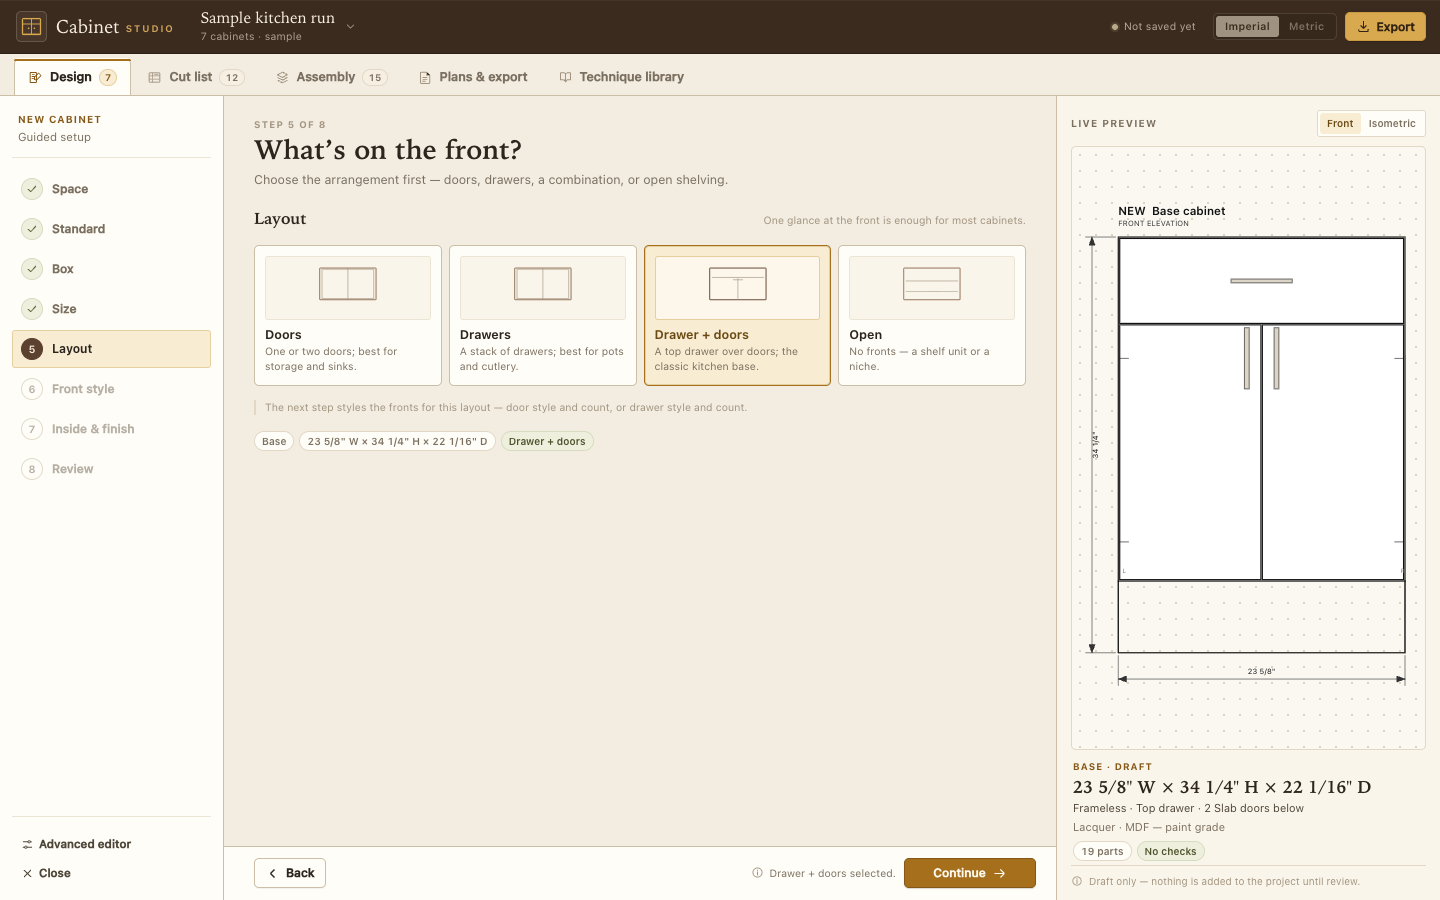 Cabinet STUDIO
Sample kitchen run
7 cabinets · sample
Not saved yet
Imperial
Metric
Export
Design 7
Cut list 12
Assembly 15
Plans & export
Technique library
NEW CABINET
Guided setup
Space
Standard
Box
Size
5 Layout
6 Front style
7 Inside & finish
8 Review
Advanced editor
Close
STEP 5 OF 8
What's on the front?
Choose the arrangement first — doors, drawers, a combination, or open shelving.
Layout
One glance at the front is enough for most cabinets.
Doors
One or two doors; best for
storage and sinks.
Drawers
A stack of drawers; best for pots
and cutlery.
Drawer + doors
A top drawer over doors; the
classic kitchen base.
Open
No fronts — a shelf unit or a
niche.
The next step styles the fronts for this layout — door style and count, or drawer style and count.
Base
23 5/8" W × 34 1/4" H × 22 1/16" D
Drawer + doors
Back
Drawer + doors selected.
Continue
LIVE PREVIEW
Front
Isometric
NEW Base cabinet
FRONT ELEVATION
34 1/4"
L
23 5/8"
BASE · DRAFT
23 5/8" W × 34 1/4" H × 22 1/16" D
Frameless · Top drawer · 2 Slab doors below
Lacquer · MDF — paint grade
19 parts
No checks
Draft only — nothing is added to the project until review.